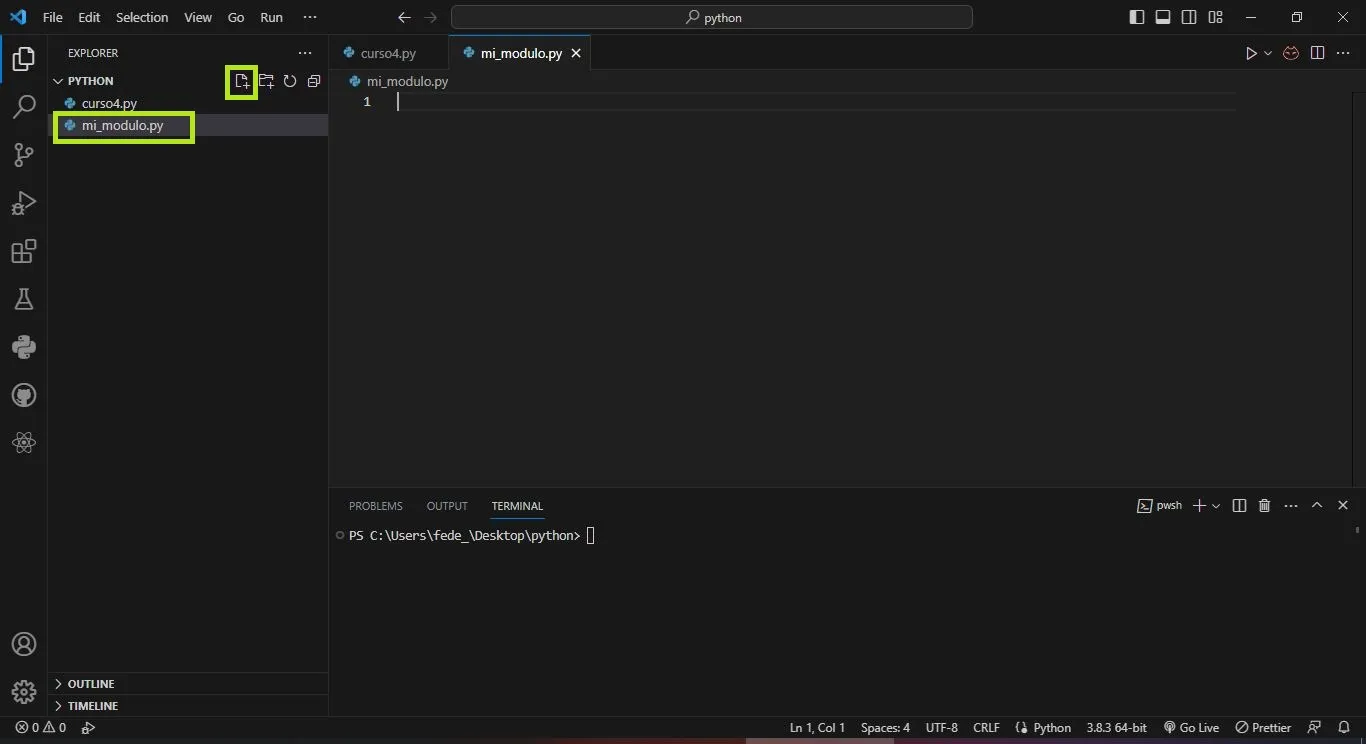 File Edit Selection View Go Run ··· python
EXPLORER ···
PYTHON
curso4.py
mi_modulo.py
curso4.py mi_modulo.py
mi_modulo.py
1
PROBLEMS OUTPUT TERMINAL pwsh
PS C:\Users\fede_\Desktop\python>
OUTLINE
TIMELINE
0 0 Ln 1, Col 1 Spaces: 4 UTF-8 CRLF Python 3.8.3 64-bit Go Live Prettier